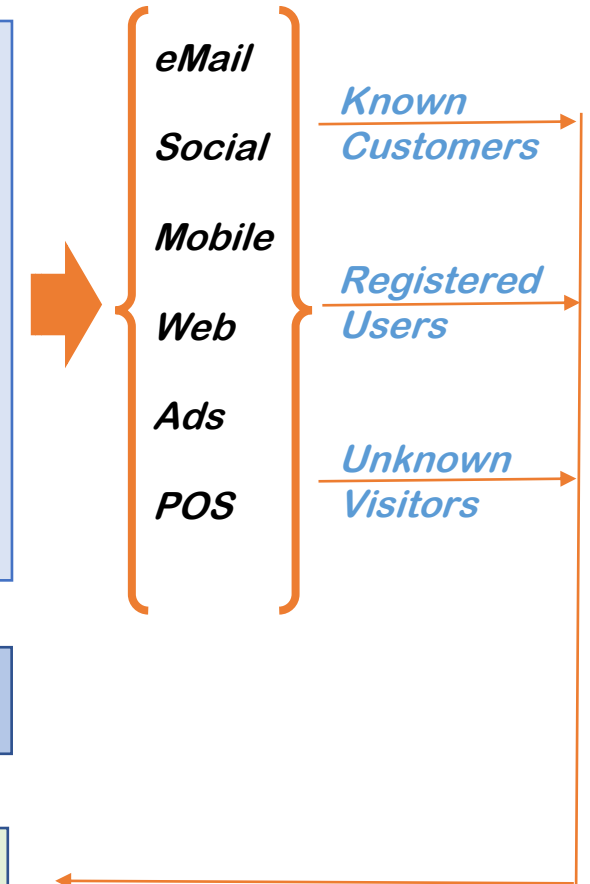 eMail
Social
Mobile
Web
Ads
POS
Known
Customers
Registered
Users
Unknown
Visitors